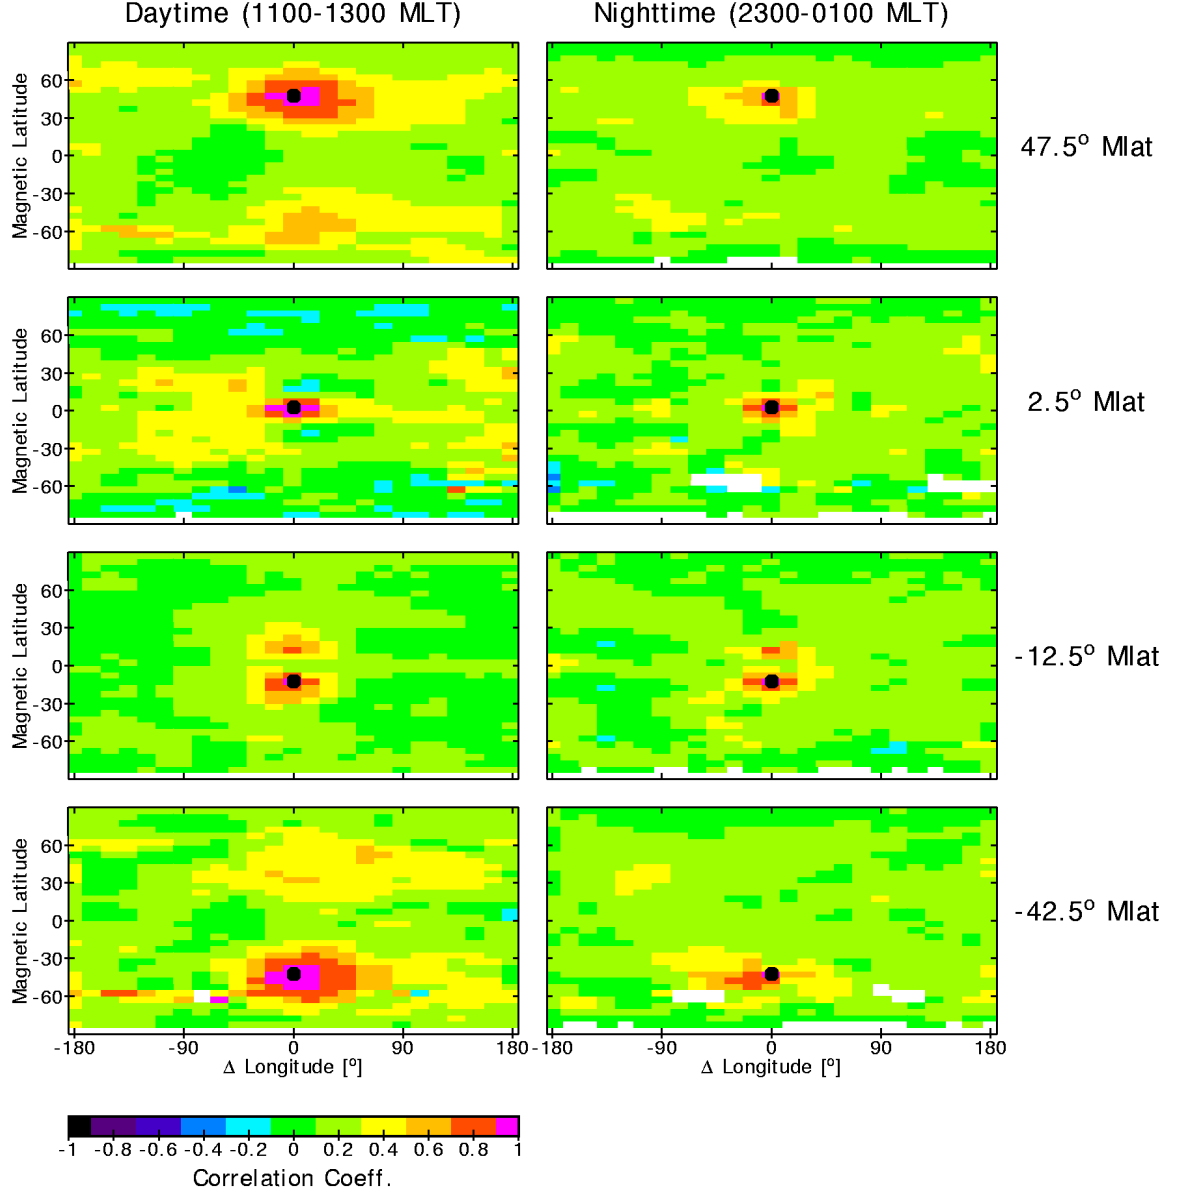 Daytime (1100-1300 MLT) Nighttime (2300-0100 MLT)
Magnetic Latitude
60
30
0
-30
-60
47.5º Mlat
Magnetic Latitude
60
30
0
-30
-60
2.5º Mlat
Magnetic Latitude
60
30
0
-30
-60
-12.5º Mlat
Magnetic Latitude
60
30
0
-30
-60
-42.5º Mlat
-180 -90 0 90 180 -180 -90 0 90 180
Δ Longitude [º] Δ Longitude [º]
-1 -0.8 -0.6 -0.4 -0.2 0 0.2 0.4 0.6 0.8 1
Correlation Coeff.